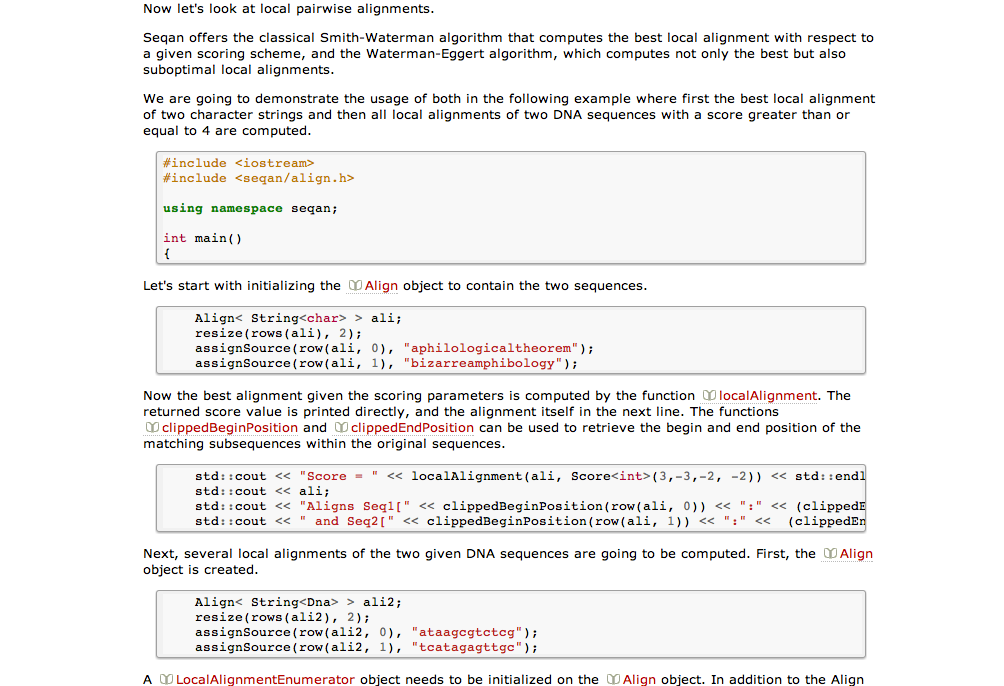 Now let's look at local pairwise alignments.
Seqan offers the classical Smith-Waterman algorithm that computes the best local alignment with respect to
a given scoring scheme, and the Waterman-Eggert algorithm, which computes not only the best but also
suboptimal local alignments.
We are going to demonstrate the usage of both in the following example where first the best local alignment
of two character strings and then all local alignments of two DNA sequences with a score greater than or
equal to 4 are computed.
#include <iostream>
#include <seqan/align.h>
using namespace seqan;
int main()
{
Let's start with initializing the Align object to contain the two sequences.
Align< String<char> > ali;
resize(rows(ali), 2);
assignSource(row(ali, 0), "aphilologicaltheorem");
assignSource(row(ali, 1), "bizarreamphibology");
Now the best alignment given the scoring parameters is computed by the function localAlignment. The
returned score value is printed directly, and the alignment itself in the next line. The functions
clippedBeginPosition and clippedEndPosition can be used to retrieve the begin and end position of the
matching subsequences within the original sequences.
std::cout << "Score = " << localAlignment(ali, Score<int>(3,-3,-2, -2)) << std::endl
std::cout << ali;
std::cout << "Aligns Seq1[" << clippedBeginPosition(row(ali, 0)) << ":" << (clippedE
std::cout << " and Seq2[" << clippedBeginPosition(row(ali, 1)) << ":" <<  (clippedEn
Next, several local alignments of the two given DNA sequences are going to be computed. First, the Align
object is created.
Align< String<Dna> > ali2;
resize(rows(ali2), 2);
assignSource(row(ali2, 0), "ataagcgtctcg");
assignSource(row(ali2, 1), "tcatagagttgc");
A LocalAlignmentEnumerator object needs to be initialized on the Align object. In addition to the Align